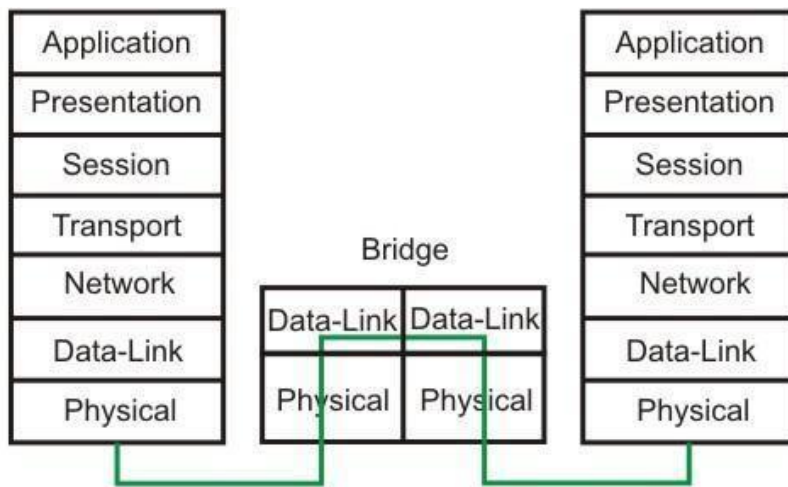 Application
Presentation
Session
Transport
Network
Data-Link
Physical
Bridge
Data-Link Data-Link
Physical Physical
Application
Presentation
Session
Transport
Network
Data-Link
Physical